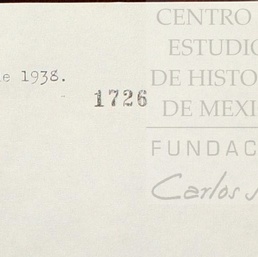 CENTRO
ESTUDIO
DE HISTO
e 1938.
1726
DE MEXI
FUNDAC
Carlos